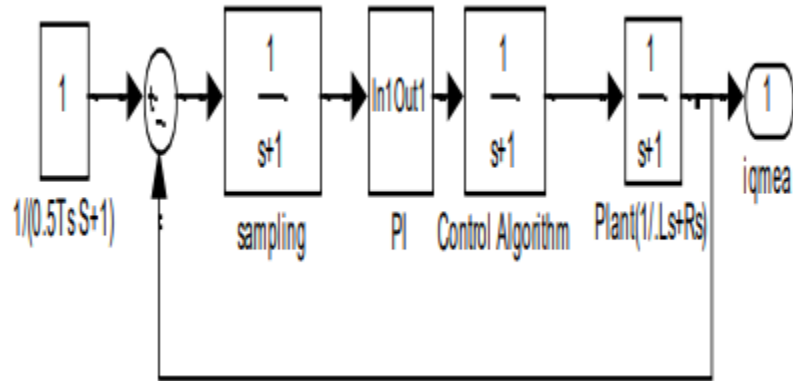 1
1/(0.5Ts S+1)
+
-
1
s+1
sampling
In1Out1
PI
1
s+1
Control Algorithm
1
s+1
Plant(1/.Ls+Rs)
1
iqmea